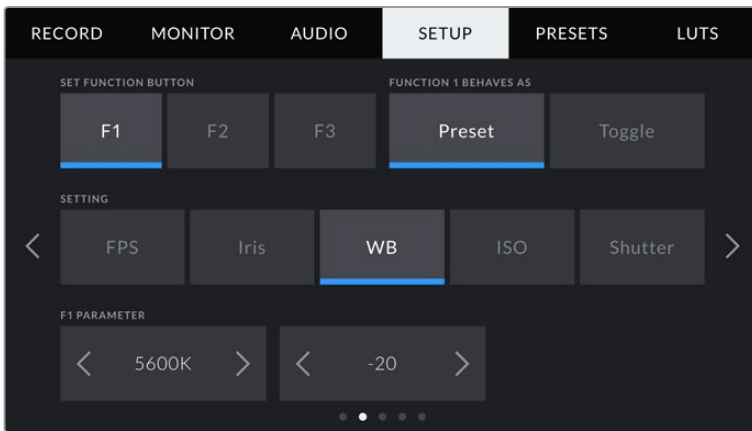 RECORD MONITOR AUDIO SETUP PRESETS LUTS
SET FUNCTION BUTTON FUNCTION 1 BEHAVES AS
F1 F2 F3 Preset Toggle
SETTING
FPS Iris WB ISO Shutter
F1 PARAMETER
5600K -20